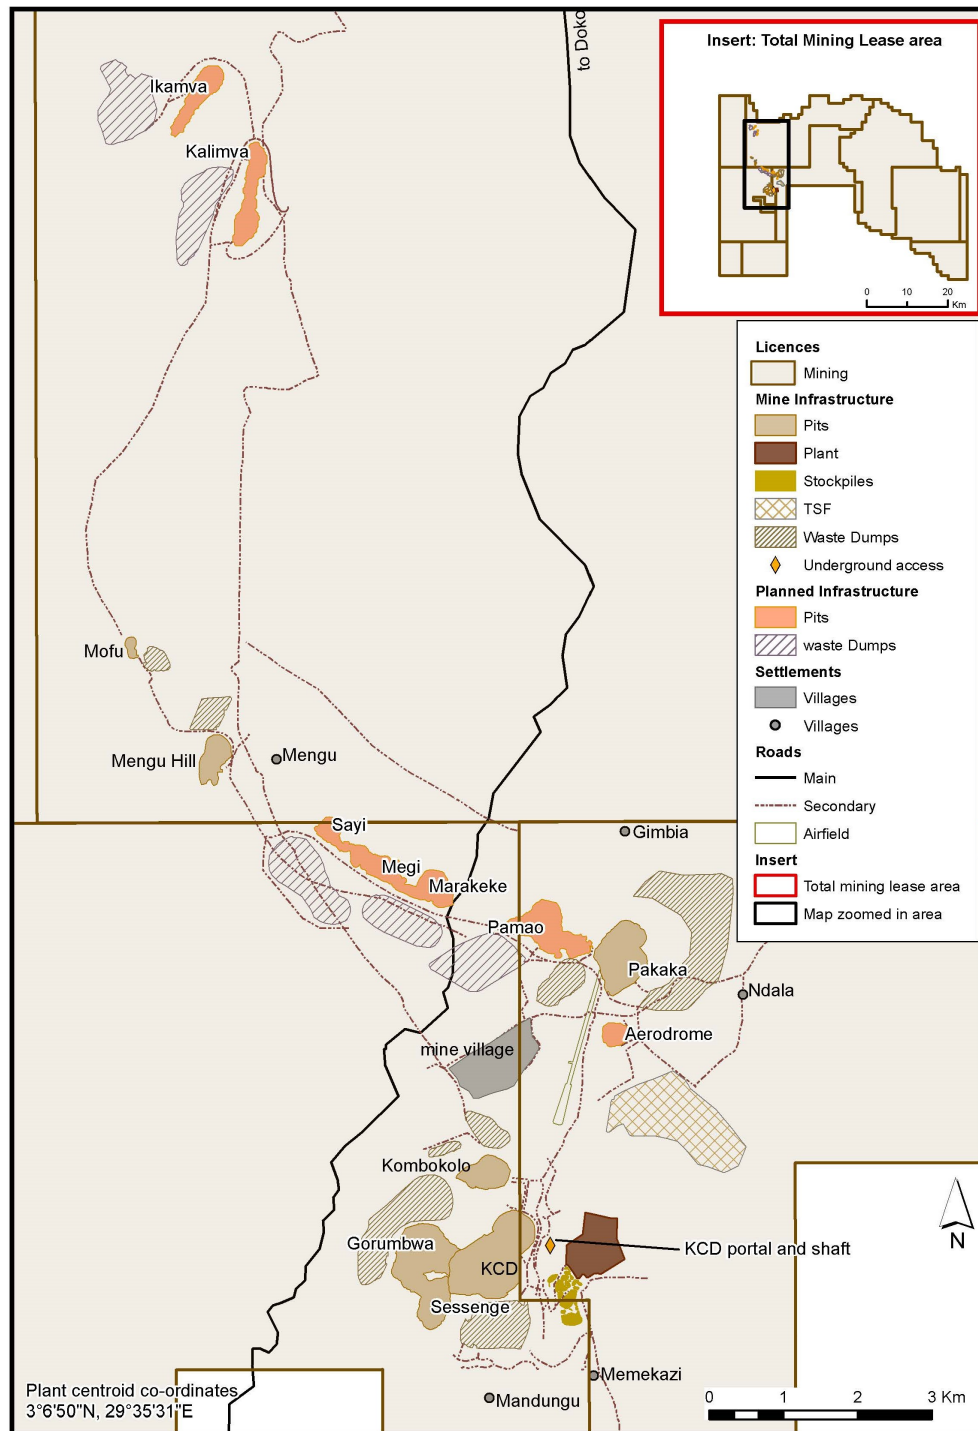 to Doko
Insert: Total Mining Lease area
0 10 20
Km
Ikamva
Kalimva
Licences
Mining
Mine Infrastructure
Pits
Plant
Stockpiles
TSF
Waste Dumps
Underground access
Planned Infrastructure
Pits
waste Dumps
Settlements
Villages
Villages
Roads
Main
Secondary
Airfield
Insert
Total mining lease area
Map zoomed in area
Mofu
Mengu Hill
Mengu
Sayi
Megi
Marakeke
Gimbia
Pamao
Pakaka
Ndala
Aerodrome
mine village
Kombokolo
Gorumbwa
KCD
KCD portal and shaft
Sessenge
N
Memekazi
Mandungu
Plant centroid co-ordinates
3°6'50"N, 29°35'31"E
0 1 2 3 Km